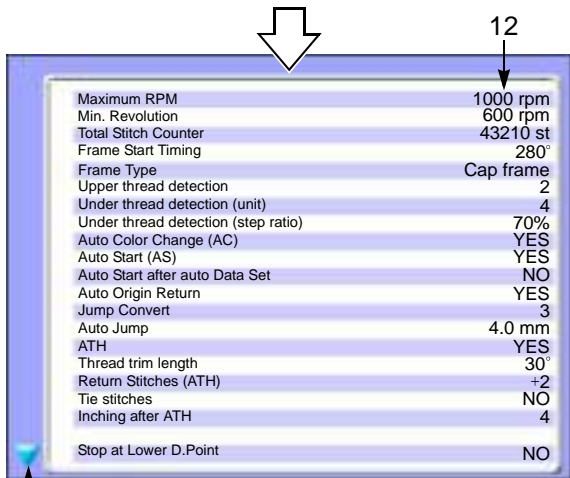 12
Maximum RPM 1000 rpm
Min. Revolution 600 rpm
Total Stitch Counter 43210 st
Frame Start Timing 280°
Frame Type Cap frame
Upper thread detection 2
Under thread detection (unit) 4
Under thread detection (step ratio) 70%
Auto Color Change (AC) YES
Auto Start (AS) YES
Auto Start after auto Data Set NO
Auto Origin Return YES
Jump Convert 3
Auto Jump 4.0 mm
ATH YES
Thread trim length 30°
Return Stitches (ATH) +2
Tie stitches NO
Inching after ATH 4
Stop at Lower D.Point NO